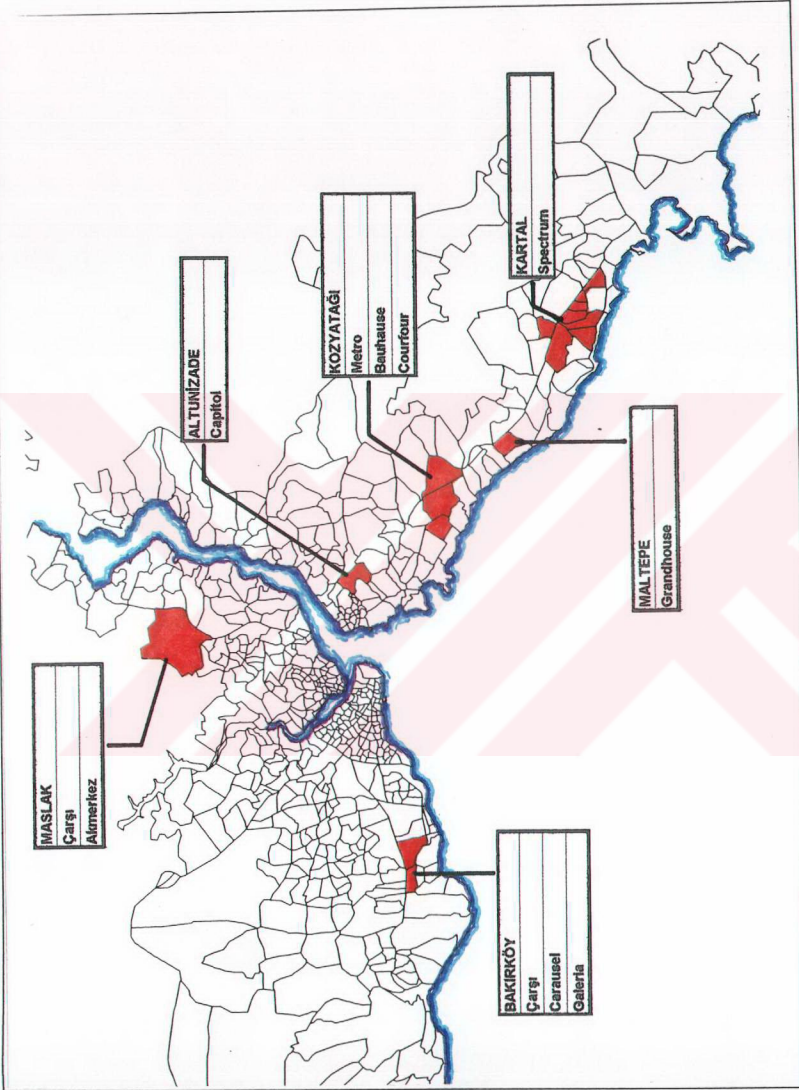 MASLAK
Çarşı
Akmerkez
ALTUNİZADE
Capitol
KOZYATAĞI
Metro
Bauhause
Courfour
KARTAL
Spectrum
BAKIRKÖY
Çarşı
Carausel
Galeria
MALTEPE
Grandhouse